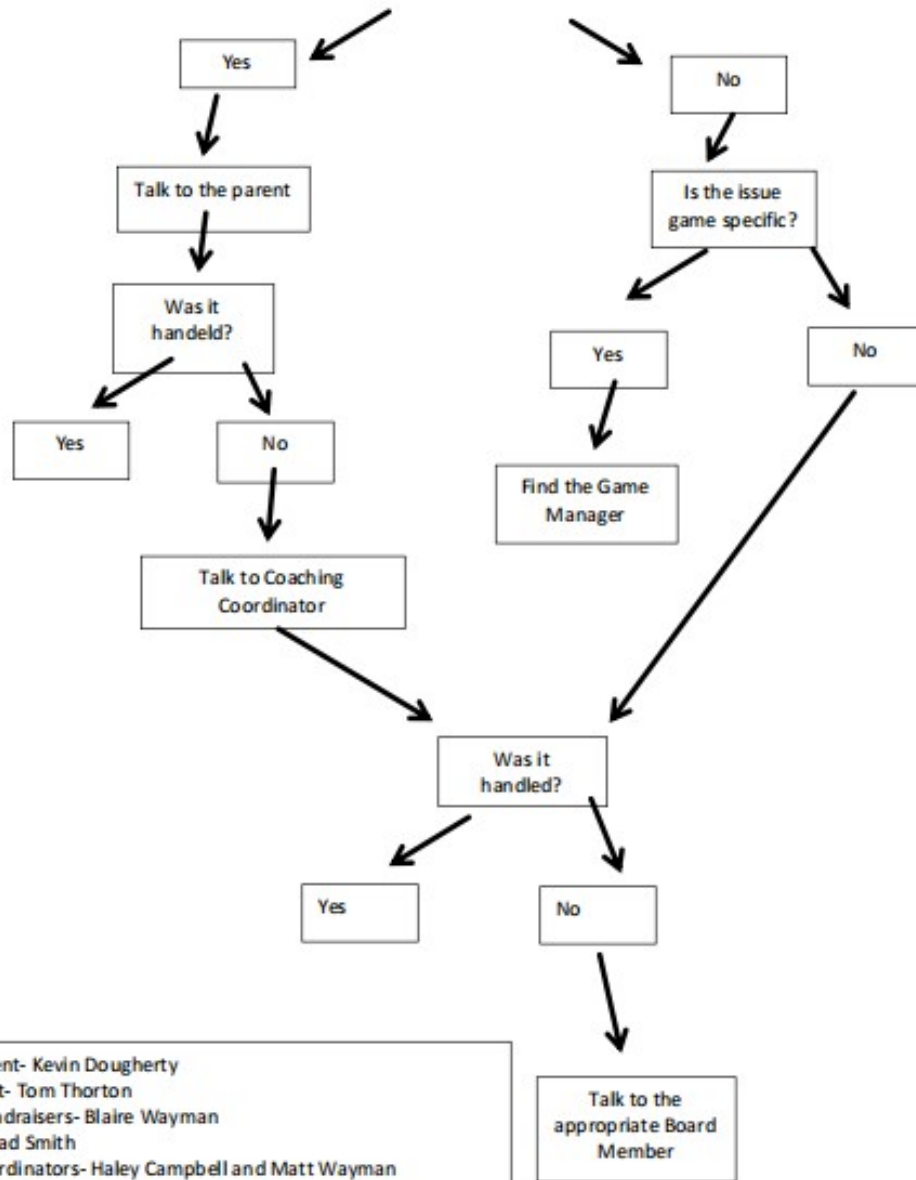 Yes
No
Talk to the parent
Is the issue
game specific?
Was it
handeld?
Yes
No
Yes
No
Find the Game
Manager
Talk to Coaching
Coordinator
Was it
handled?
Yes
No
Talk to the
appropriate Board
Member
ent- Kevin Dougherty
t- Tom Thorton
ndraisers- Blaire Wayman
ad Smith
rdinators- Haley Campbell and Matt Wayman